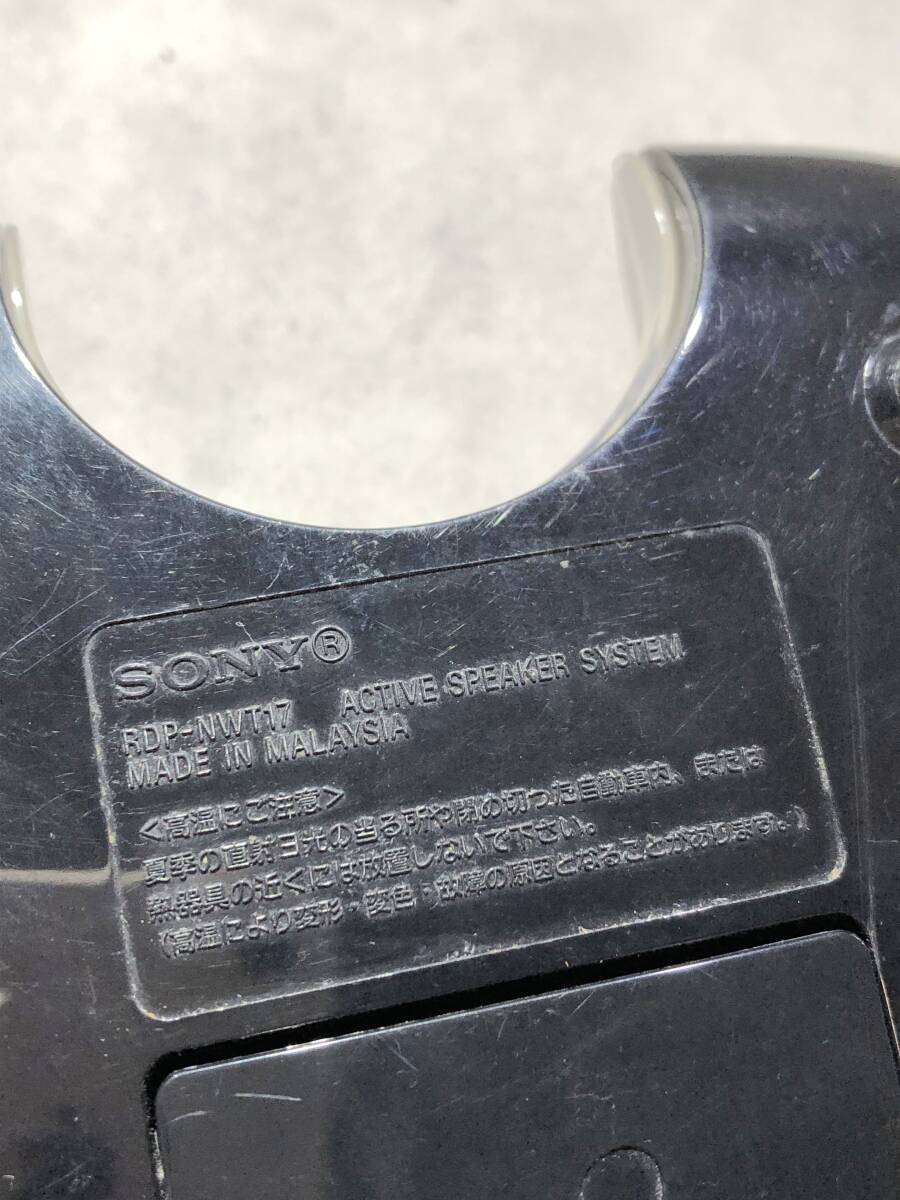 SONY®
RDP-NWT17 ACTIVE SPEAKER SYSTEM
MADE IN MALAYSIA
<高温にご注意>
夏季の直射日光の当る所や閉め切った自動車内、または
熱器具の近くには放置しないで下さい。
(高温により変形・変色・故障の原因となることがあります。)